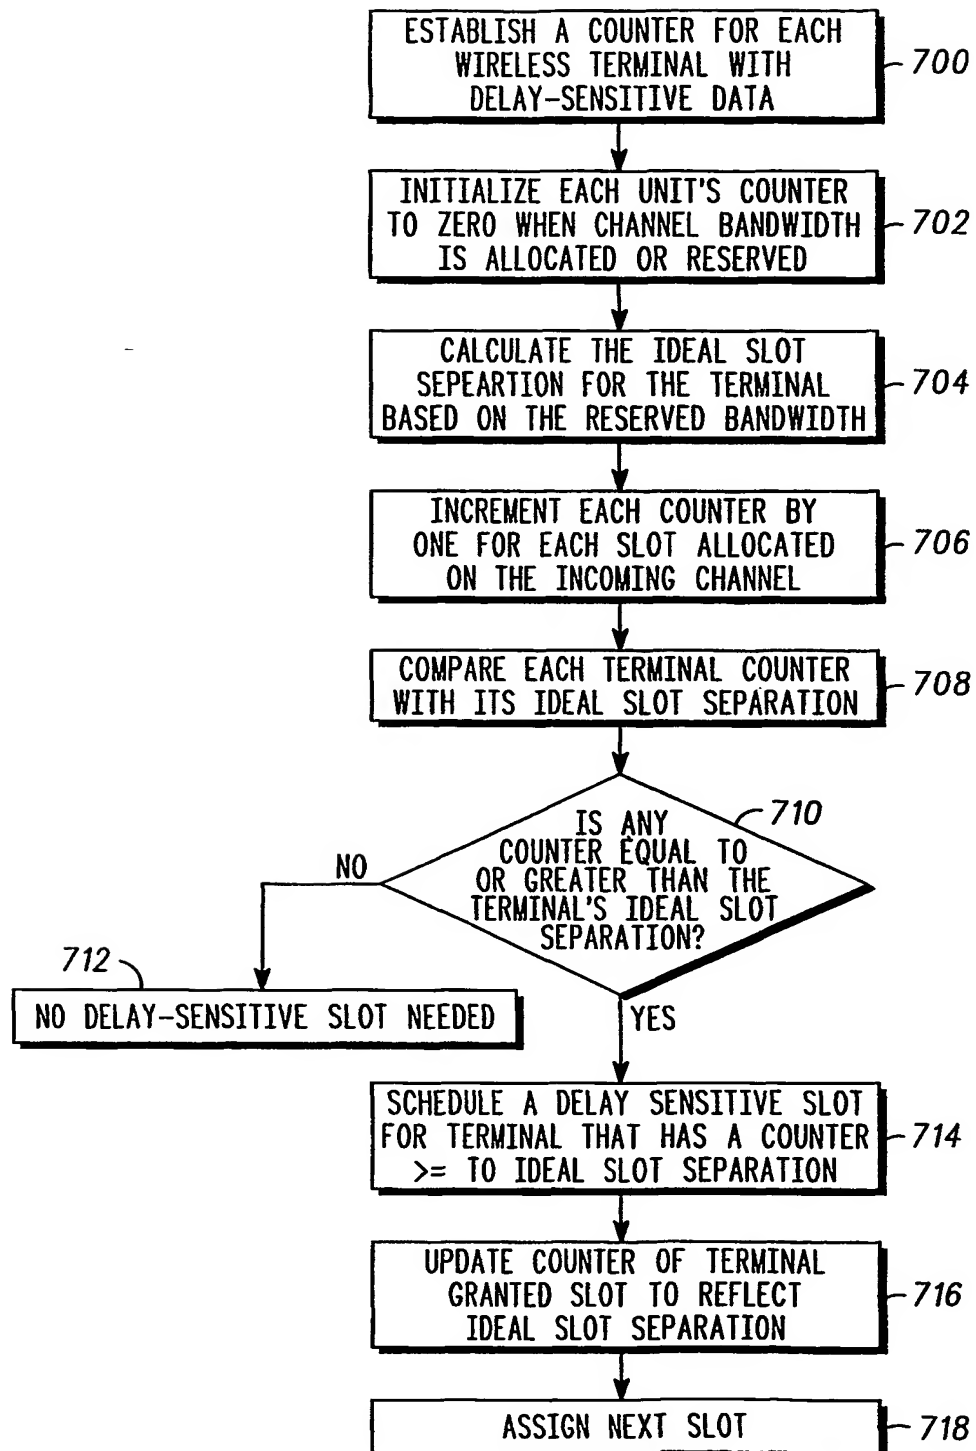 ESTABLISH A COUNTER FOR EACH
WIRELESS TERMINAL WITH
DELAY-SENSITIVE DATA
700
INITIALIZE EACH UNIT'S COUNTER
TO ZERO WHEN CHANNEL BANDWIDTH
IS ALLOCATED OR RESERVED
702
CALCULATE THE IDEAL SLOT
SEPEARTION FOR THE TERMINAL
BASED ON THE RESERVED BANDWIDTH
704
INCREMENT EACH COUNTER BY
ONE FOR EACH SLOT ALLOCATED
ON THE INCOMING CHANNEL
706
COMPARE EACH TERMINAL COUNTER
WITH ITS IDEAL SLOT SEPARATION
708
IS ANY
COUNTER EQUAL TO
OR GREATER THAN THE
TERMINAL'S IDEAL SLOT
SEPARATION?
710
NO
712
NO DELAY-SENSITIVE SLOT NEEDED
YES
SCHEDULE A DELAY SENSITIVE SLOT
FOR TERMINAL THAT HAS A COUNTER
>= TO IDEAL SLOT SEPARATION
714
UPDATE COUNTER OF TERMINAL
GRANTED SLOT TO REFLECT
IDEAL SLOT SEPARATION
716
ASSIGN NEXT SLOT
718